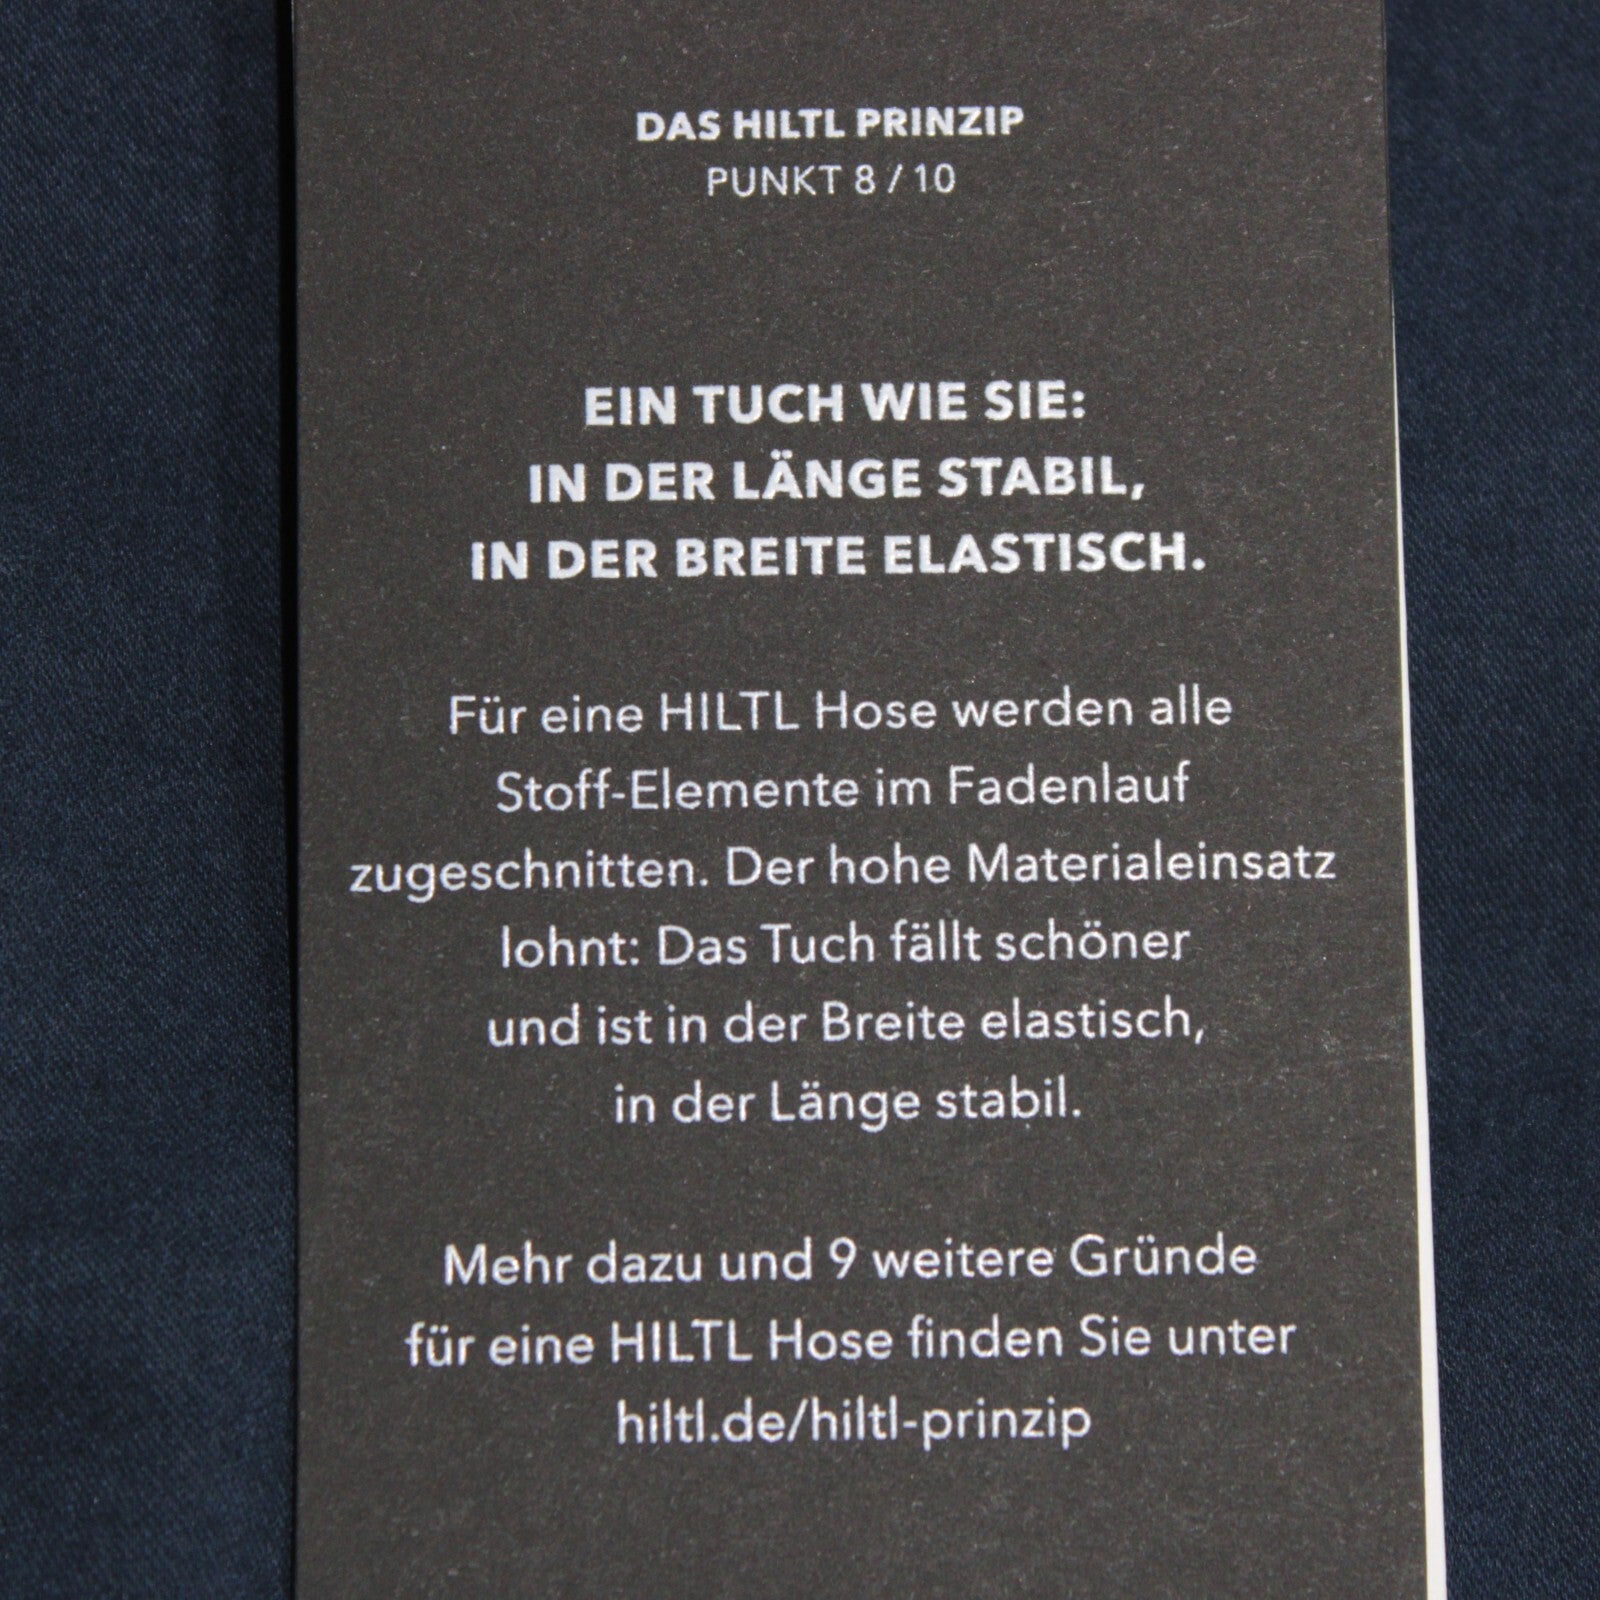 DAS HILTL PRINZIP
PUNKT 8 / 10
EIN TUCH WIE SIE:
IN DER LÄNGE STABIL,
IN DER BREITE ELASTISCH.
Für eine HILTL Hose werden alle
Stoff-Elemente im Fadenlauf
zugeschnitten. Der hohe Materialeinsatz
lohnt: Das Tuch fällt schöner
und ist in der Breite elastisch,
in der Länge stabil.
Mehr dazu und 9 weitere Gründe
für eine HILTL Hose finden Sie unter
hiltl.de/hiltl-prinzip